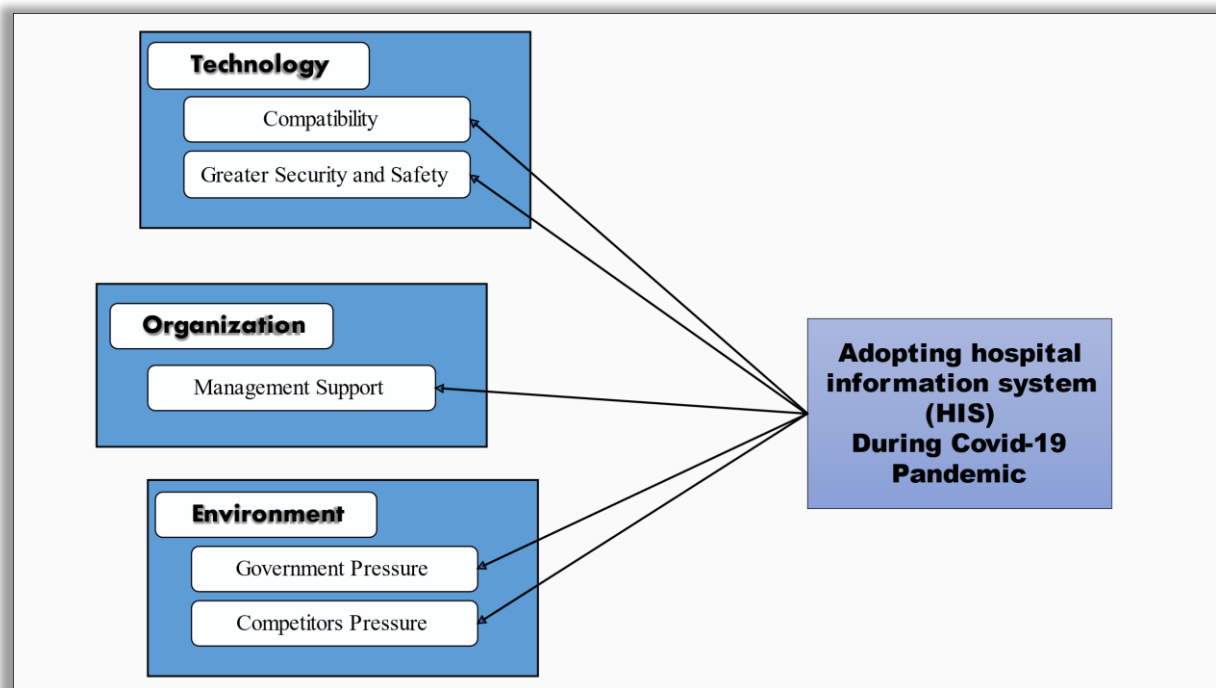 Technology
Compatibility
Greater Security and Safety
Organization
Management Support
Environment
Government Pressure
Competitors Pressure
Adopting hospital
information system
(HIS)
During Covid-19
Pandemic